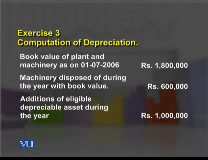 Exercise 3
Computation of Depreciation.
Book value of plant and
machinery as on 01-07-2006 Rs. 1,800,000
Machinery disposed of during
the year with book value. Rs. 600,000
Additions of eligible
depreciable asset during
the year Rs. 1,000,000
VU